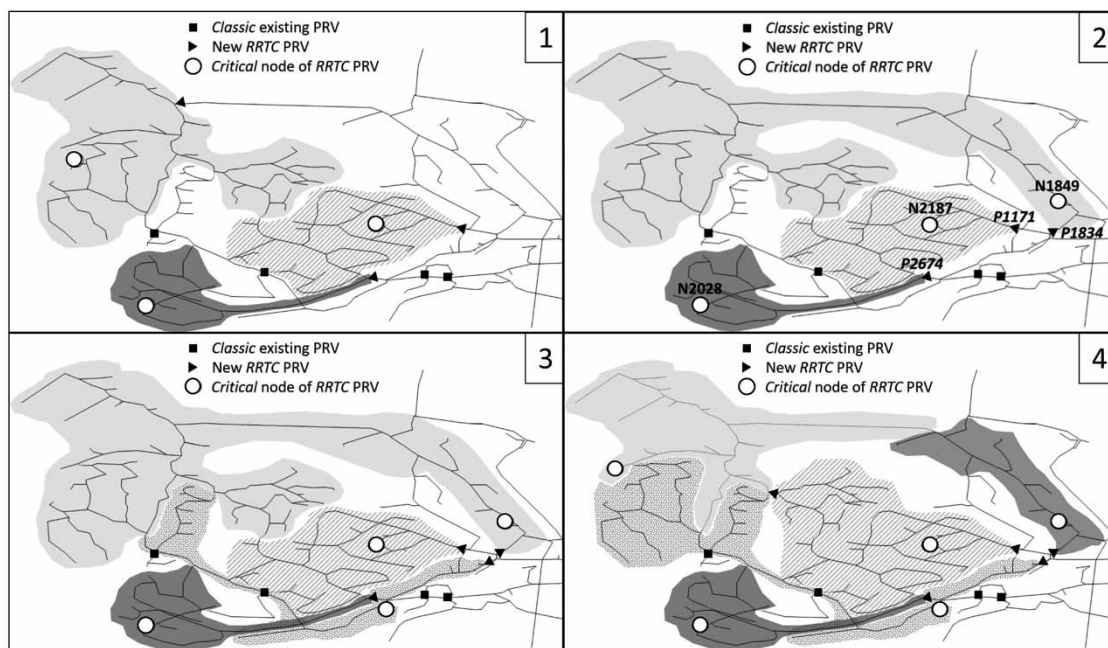 Classic existing PRV
New RRTC PRV
Critical node of RRTC PRV
1
Classic existing PRV
New RRTC PRV
Critical node of RRTC PRV
2
N1849
N2187
P1171
P1834
P2674
N2028
Classic existing PRV
New RRTC PRV
Critical node of RRTC PRV
3
Classic existing PRV
New RRTC PRV
Critical node of RRTC PRV
4